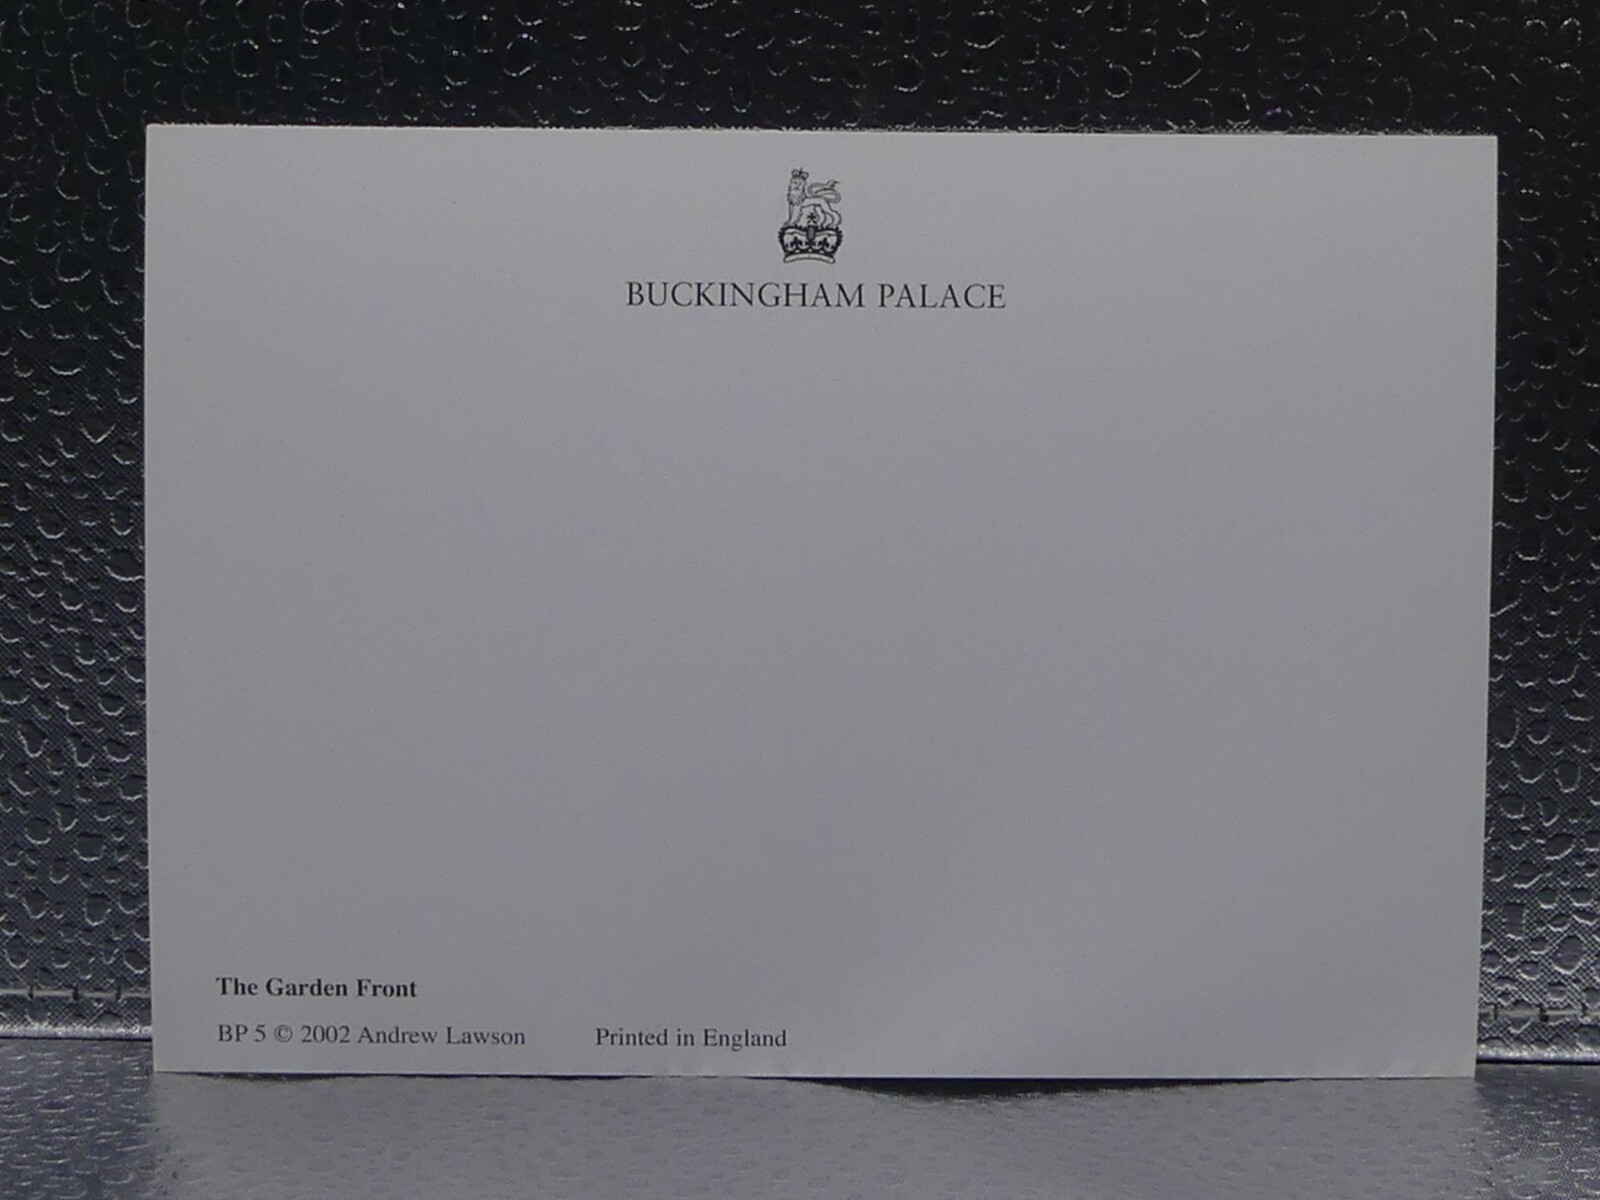 BUCKINGHAM PALACE
The Garden Front
BP 5 © 2002 Andrew Lawson Printed in England